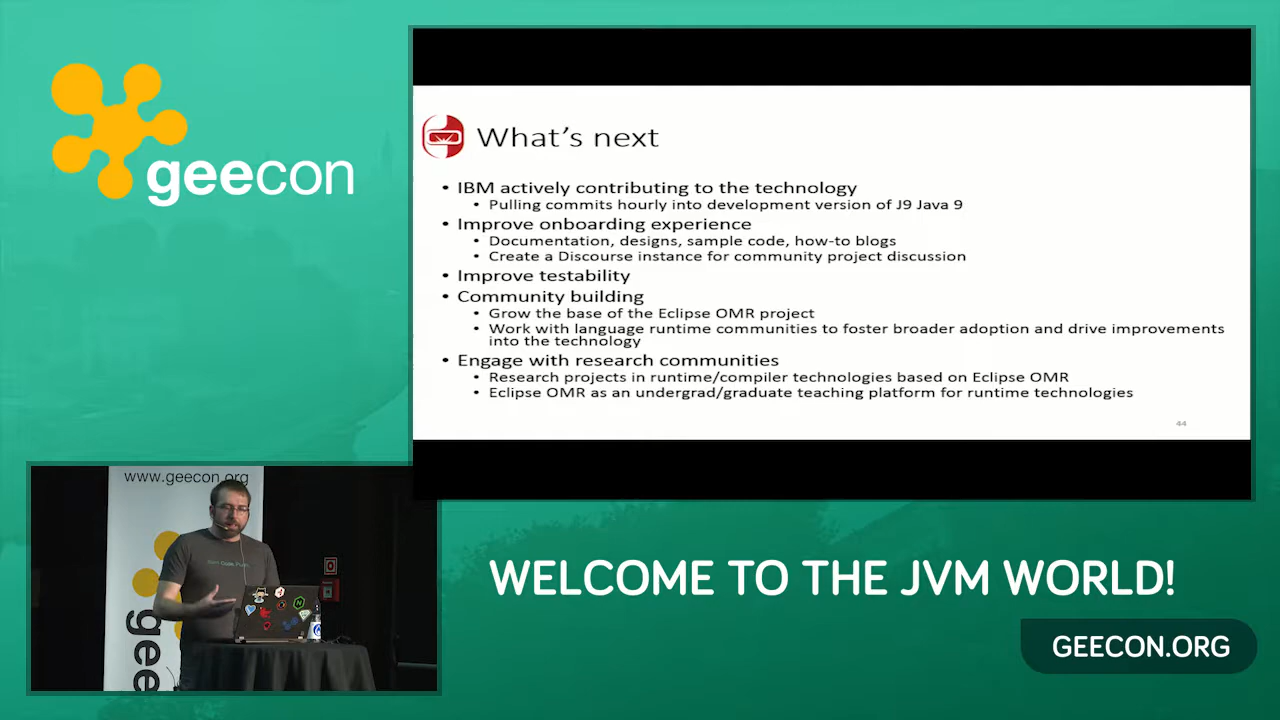 geecon
What's next
• IBM actively contributing to the technology
• Pulling commits hourly into development version of J9 Java 9
• Improve onboarding experience
• Documentation, designs, sample code, how-to blogs
• Create a Discourse instance for community project discussion
• Improve testability
• Community building
• Grow the base of the Eclipse OMR project
• Work with language runtime communities to foster broader adoption and drive improvements
into the technology
• Engage with research communities
• Research projects in runtime/compiler technologies based on Eclipse OMR
• Eclipse OMR as an undergrad/graduate teaching platform for runtime technologies
44
www.geecon.org
gee
WELCOME TO THE JVM WORLD!
GEECON.ORG